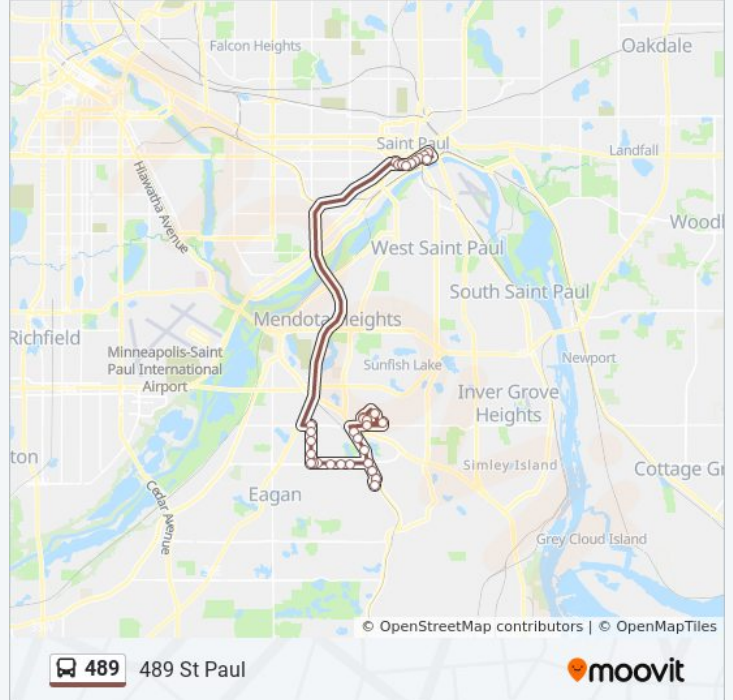 Falcon Heights
Oakdale
Saint Paul
Landfall
Hiawatha Avenue
Woodl
West Saint Paul
South Saint Paul
Mendota Heights
Richfield
Minneapolis-Saint
Paul International
Airport
Sunfish Lake
Newport
Inver Grove
Heights
ton
Simley Island
Cottage Gr
Cedar Avenue
Eagan
Grey Cloud Island
© OpenStreetMap contributors | © OpenMapTiles
489 489 St Paul
moovit